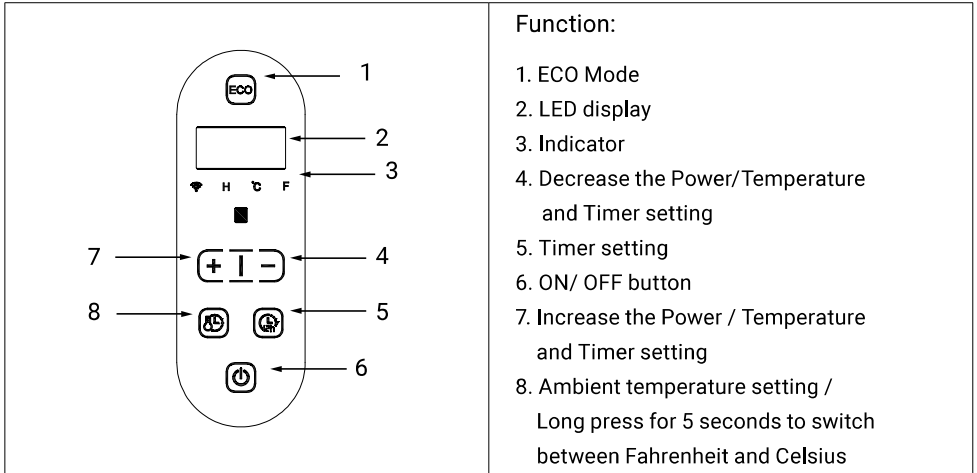 ECO
1
2
3
H ℃ F
7
4
8
5
6
Function:
1. ECO Mode
2. LED display
3. Indicator
4. Decrease the Power/Temperature
and Timer setting
5. Timer setting
6. ON/ OFF button
7. Increase the Power / Temperature
and Timer setting
8. Ambient temperature setting /
Long press for 5 seconds to switch
between Fahrenheit and Celsius